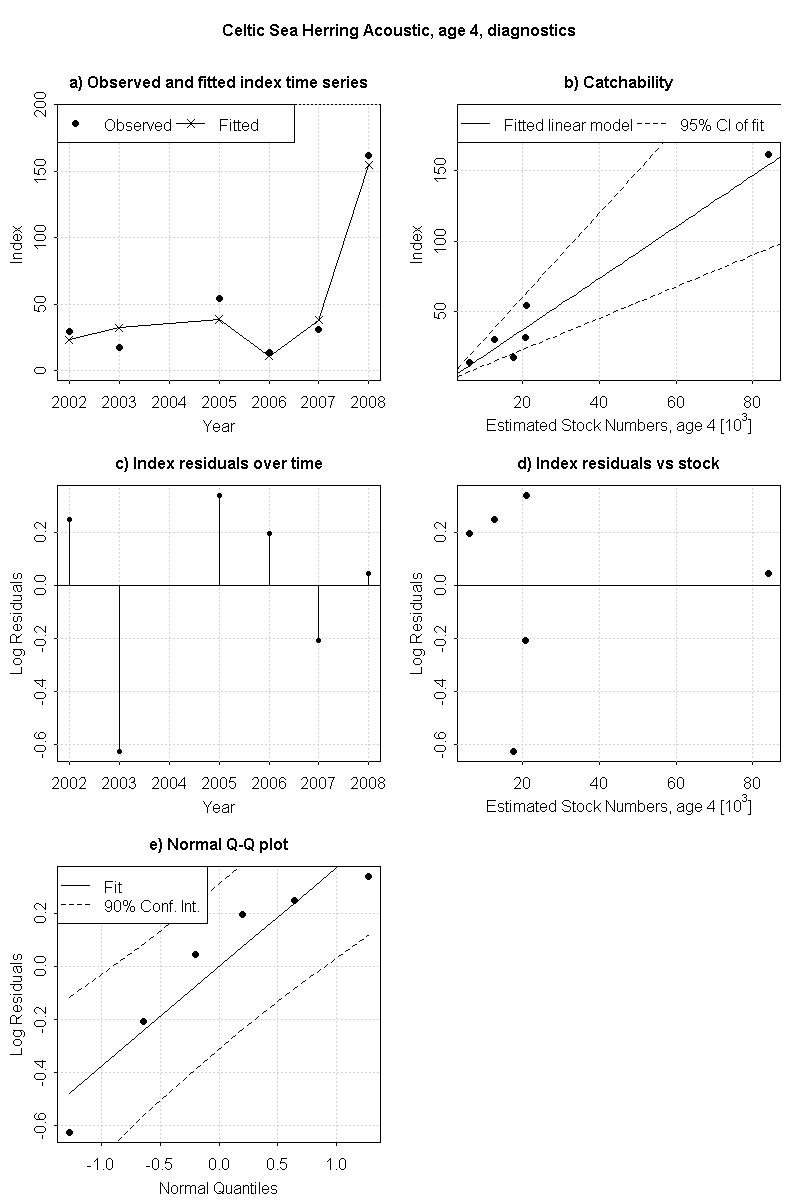 Celtic Sea Herring Acoustic, age 4, diagnostics
a) Observed and fitted index time series
Observed Fitted
200
150
100
50
0
Index
2002 2003 2004 2005 2006 2007 2008
Year
b) Catchability
Fitted linear model 95% CI of fit
150
100
50
Index
20 40 60 80
Estimated Stock Numbers, age 4 [10³]
c) Index residuals over time
0.2
0.0
-0.2
-0.4
-0.6
Log Residuals
2002 2003 2004 2005 2006 2007 2008
Year
d) Index residuals vs stock
0.2
0.0
-0.2
-0.4
-0.6
Log Residuals
20 40 60 80
Estimated Stock Numbers, age 4 [10³]
e) Normal Q-Q plot
Fit
90% Conf. Int.
0.2
0.0
-0.2
-0.4
-0.6
Log Residuals
-1.0 -0.5 0.0 0.5 1.0
Normal Quantiles